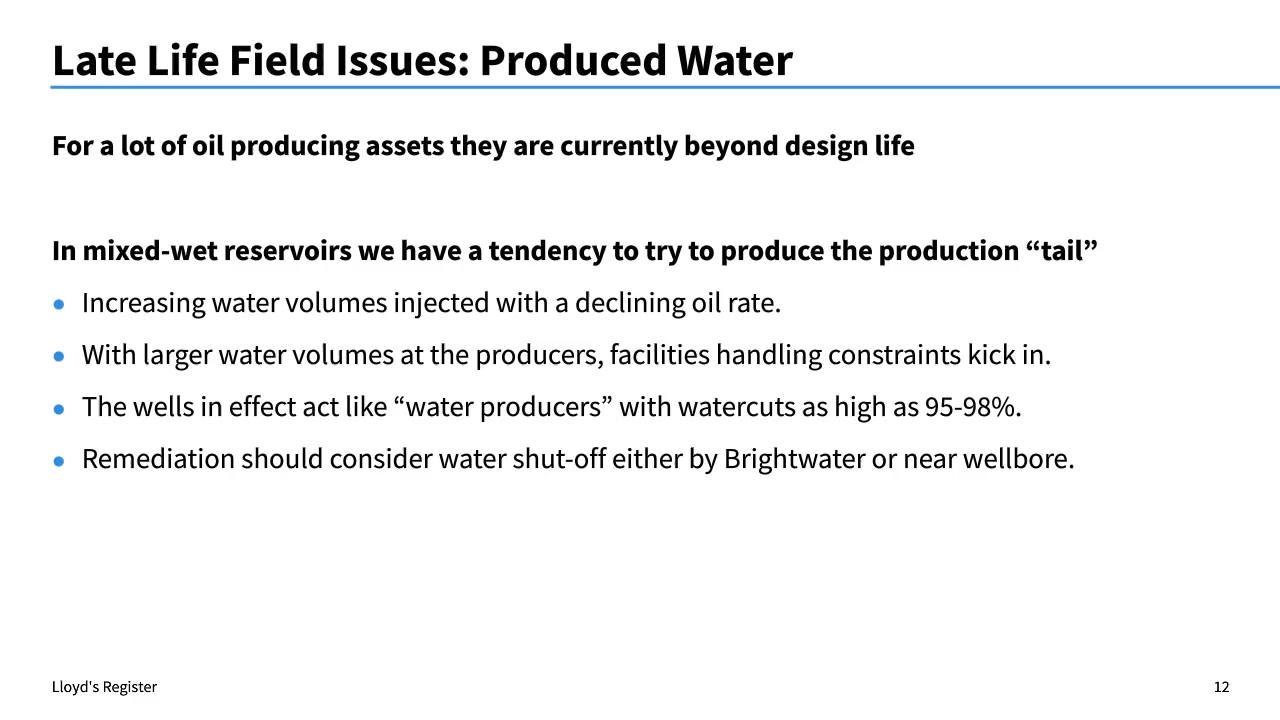 Late Life Field Issues: Produced Water
For a lot of oil producing assets they are currently beyond design life
In mixed-wet reservoirs we have a tendency to try to produce the production “tail”
• Increasing water volumes injected with a declining oil rate.
• With larger water volumes at the producers, facilities handling constraints kick in.
• The wells in effect act like “water producers” with watercuts as high as 95-98%.
• Remediation should consider water shut-off either by Brightwater or near wellbore.
Lloyd's Register
12